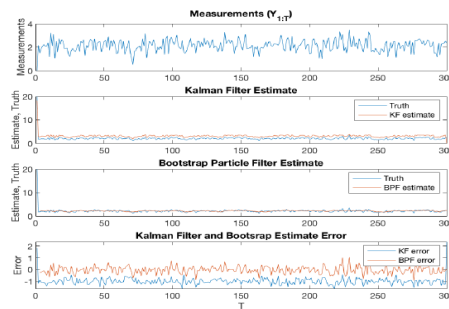 Measurements (Y1:T)
Measurements
4
2
0
0
50
100
150
200
250
30
Kalman Filter Estimate
Estimate, Truth
20
10
0
Truth
KF estimate
0
50
100
150
200
250
30
Bootstrap Particle Filter Estimate
Estimate, Truth
20
10
0
Truth
BPF estimate
0
50
100
150
200
250
30
Kalman Filter and Bootsrap Estimate Error
Error
2
1
0
-1
KF error
BPF error
0
50
100
150
200
250
30
T